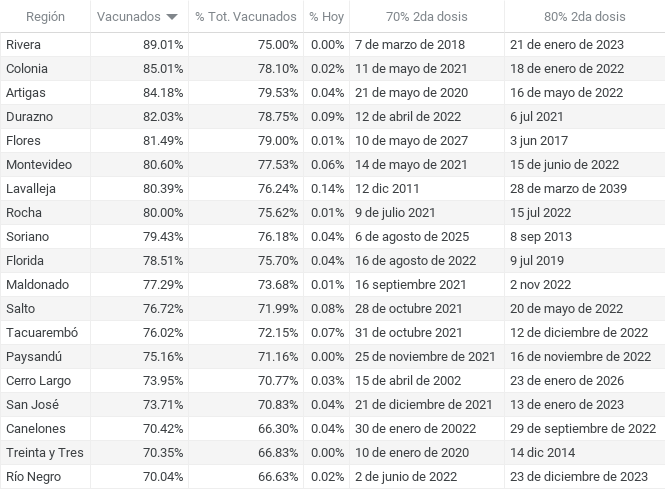 Región Vacunados % Tot. Vacunados % Hoy 70% 2da dosis 80% 2da dosis
Rivera 89.01% 75.00% 0.00% 7 de marzo de 2018 21 de enero de 2023
Colonia 85.01% 78.10% 0.02% 11 de mayo de 2021 18 de enero de 2022
Artigas 84.18% 79.53% 0.04% 21 de mayo de 2020 16 de mayo de 2022
Durazno 82.03% 78.75% 0.09% 12 de abril de 2022 6 jul 2021
Flores 81.49% 79.00% 0.01% 10 de mayo de 2027 3 jun 2017
Montevideo 80.60% 77.53% 0.06% 14 de mayo de 2021 15 de junio de 2022
Lavalleja 80.39% 76.24% 0.14% 12 dic 2011 28 de marzo de 2039
Rocha 80.00% 75.62% 0.01% 9 de julio 2021 15 jul 2022
Soriano 79.43% 76.18% 0.04% 6 de agosto de 2025 8 sep 2013
Florida 78.51% 75.70% 0.04% 16 de agosto de 2022 9 jul 2019
Maldonado 77.29% 73.68% 0.01% 16 septiembre 2021 2 nov 2022
Salto 76.72% 71.99% 0.08% 28 de octubre 2021 20 de mayo de 2022
Tacuarembó 76.02% 72.15% 0.07% 31 de octubre 2021 12 de diciembre de 2022
Paysandú 75.16% 71.16% 0.00% 25 de noviembre de 2021 16 de noviembre de 2022
Cerro Largo 73.95% 70.77% 0.03% 15 de abril de 2002 23 de enero de 2026
San José 73.71% 70.83% 0.04% 21 de diciembre de 2021 13 de enero de 2023
Canelones 70.42% 66.30% 0.04% 30 de enero de 20022 29 de septiembre de 2022
Treinta y Tres 70.35% 66.83% 0.00% 10 de enero de 2020 14 dic 2014
Río Negro 70.04% 66.63% 0.02% 2 de junio de 2022 23 de diciembre de 2023